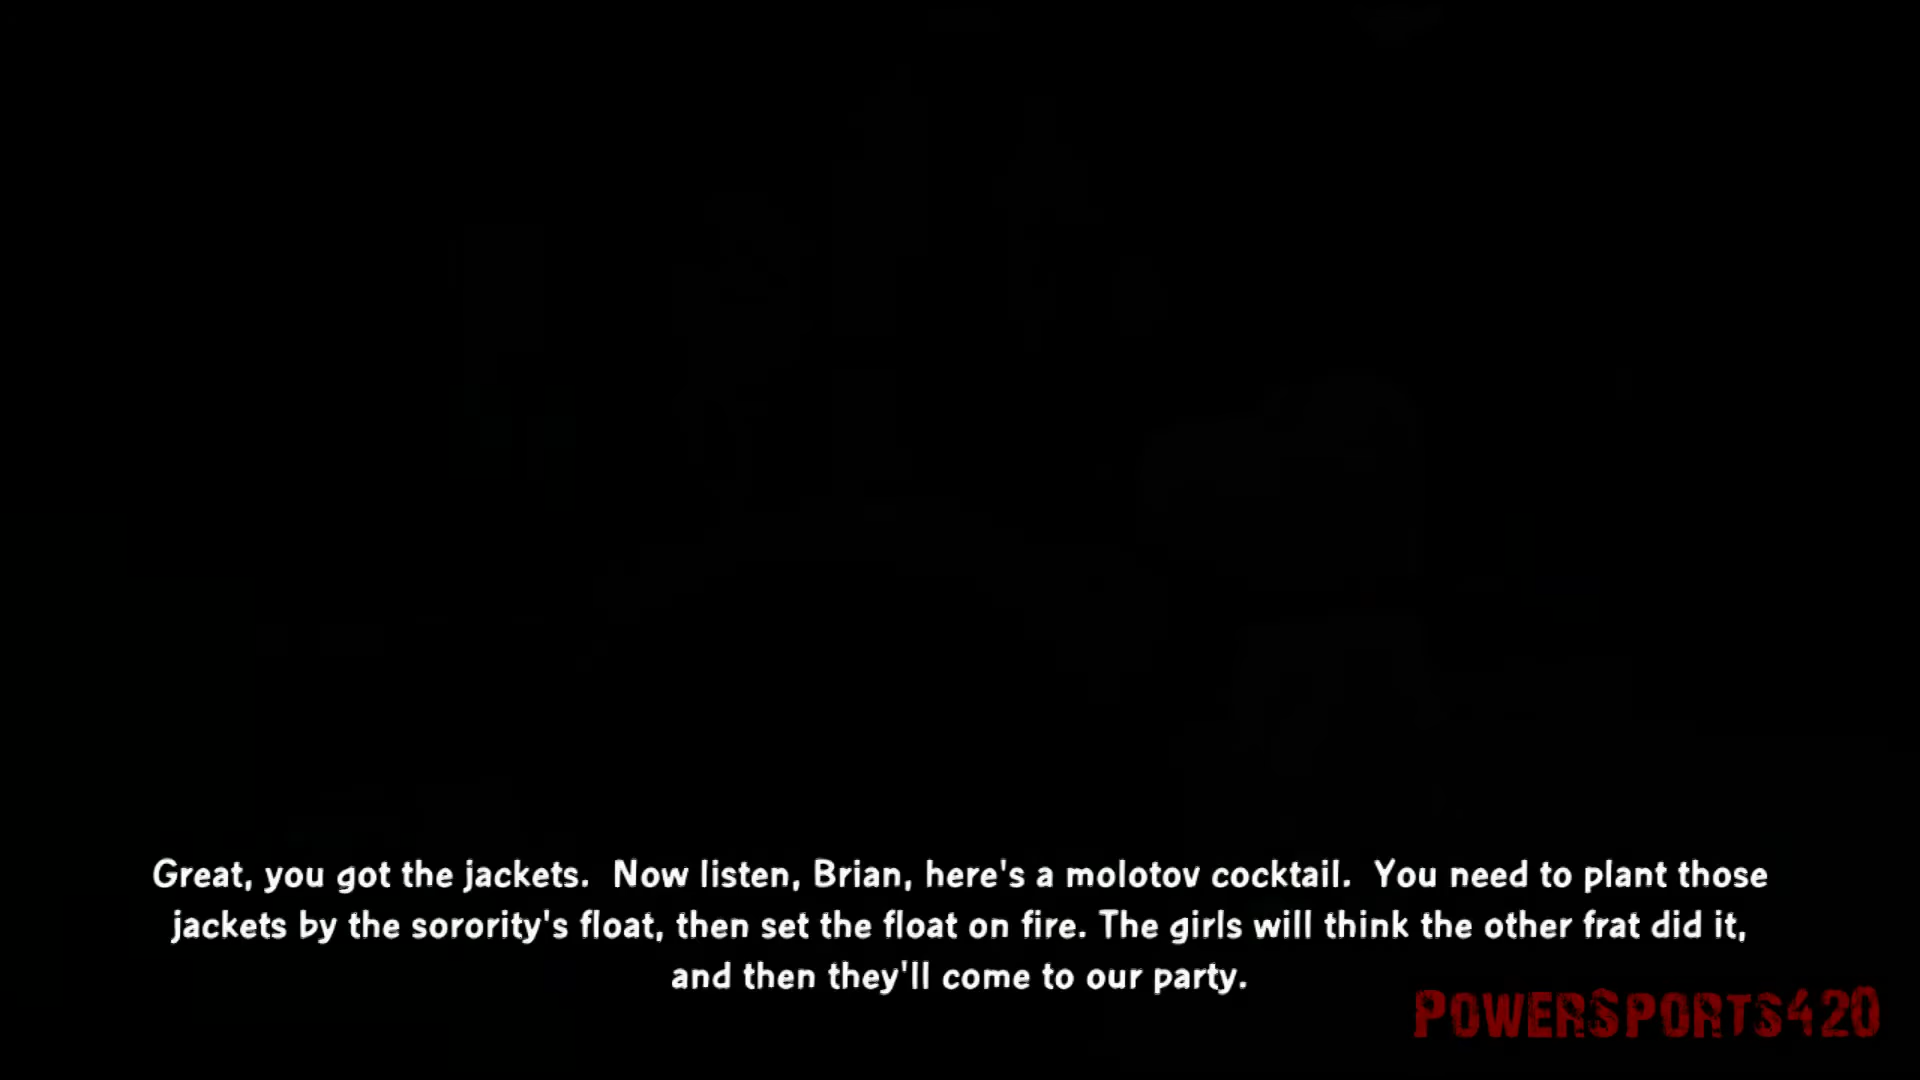 Great, you got the jackets.  Now listen, Brian, here's a molotov cocktail.  You need to plant those
jackets by the sorority's float, then set the float on fire. The girls will think the other frat did it,
and then they'll come to our party.
POWERSPORTS420